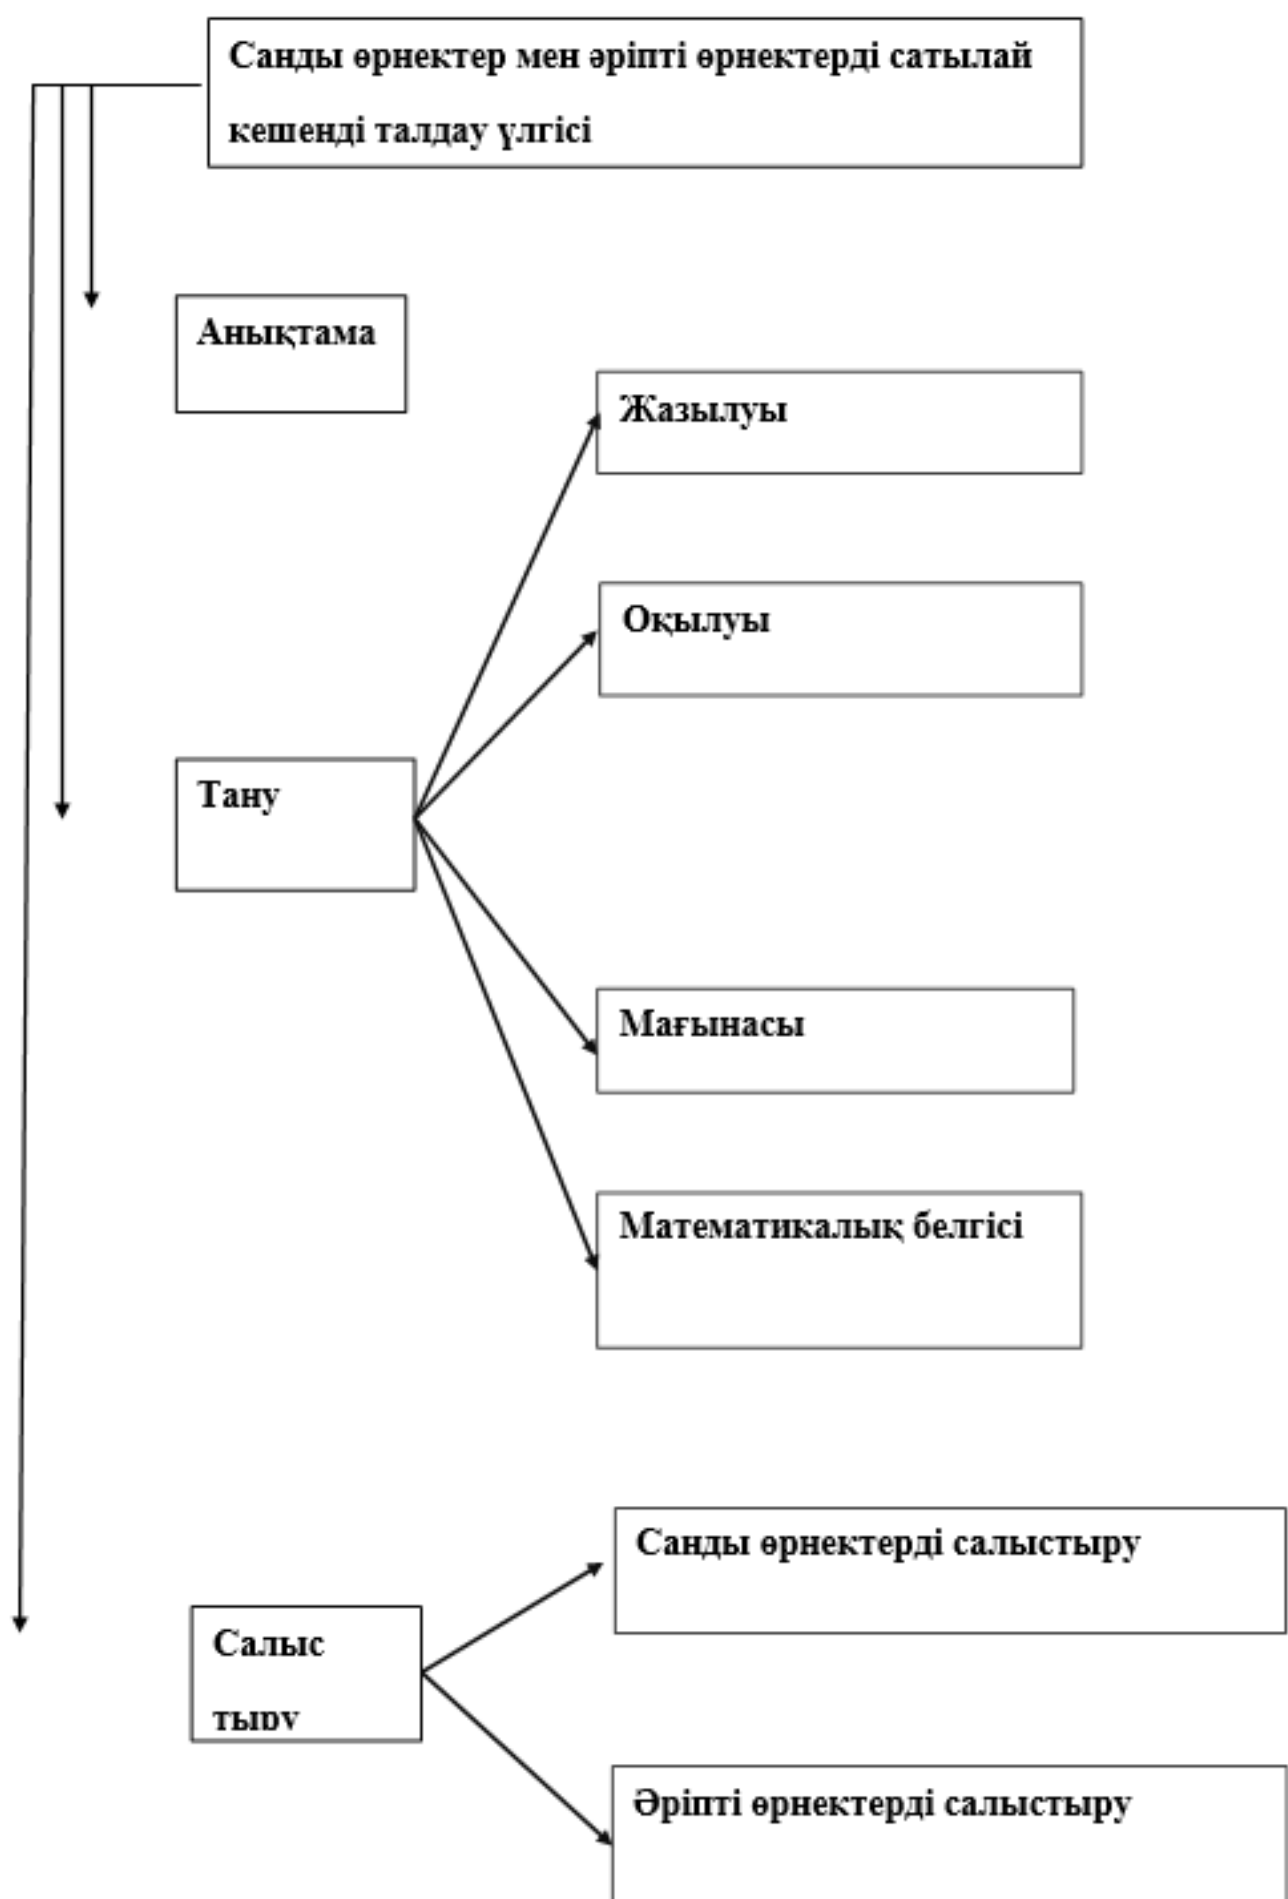 Санды өрнектер мен әріпті өрнектерді сатылай
кешенді талдау үлгісі
Анықтама
Жазылуы
Оқылуы
Тану
Мағынасы
Математикалық белгісі
Санды өрнектерді салыстыру
Салыс
тыру
Әріпті өрнектерді салыстыру